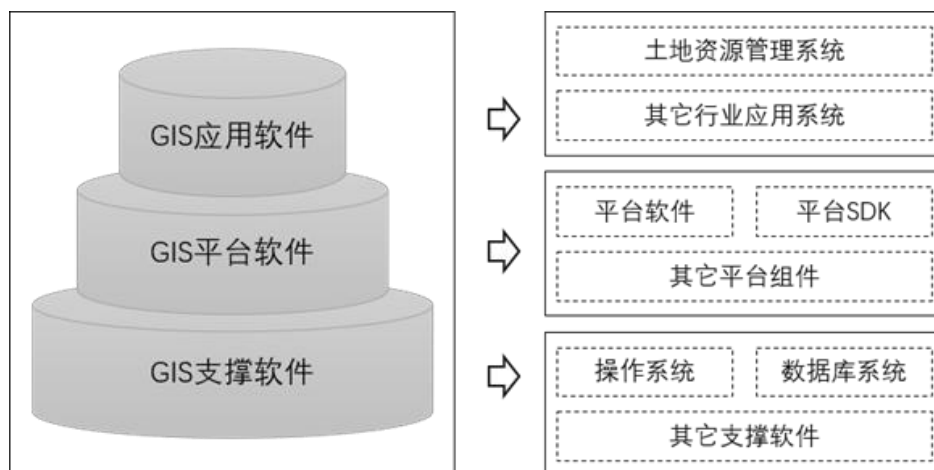 GIS应用软件
GIS平台软件
GIS支撑软件
土地资源管理系统
其它行业应用系统
平台软件
平台SDK
其它平台组件
操作系统
数据库系统
其它支撑软件